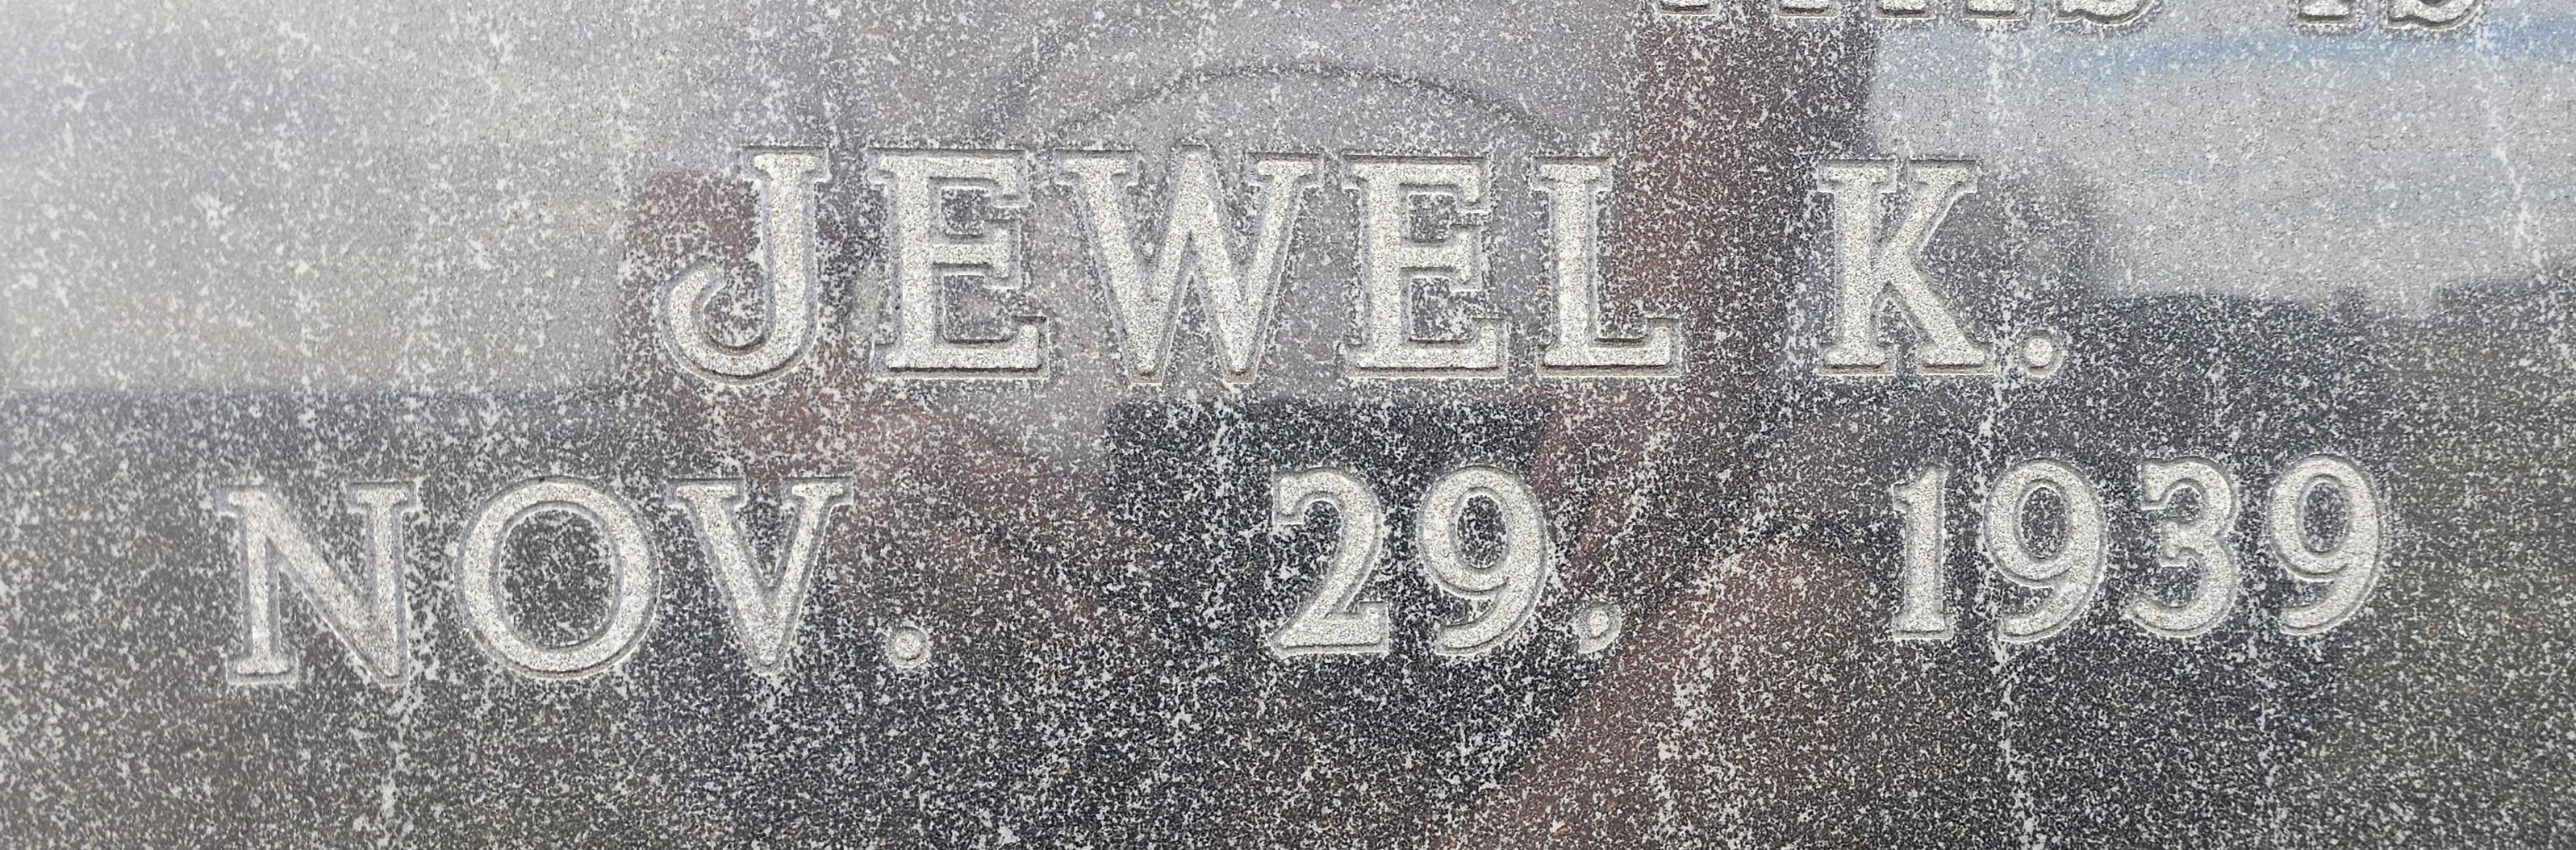 JEWEL K.
NOV. 29. 1939